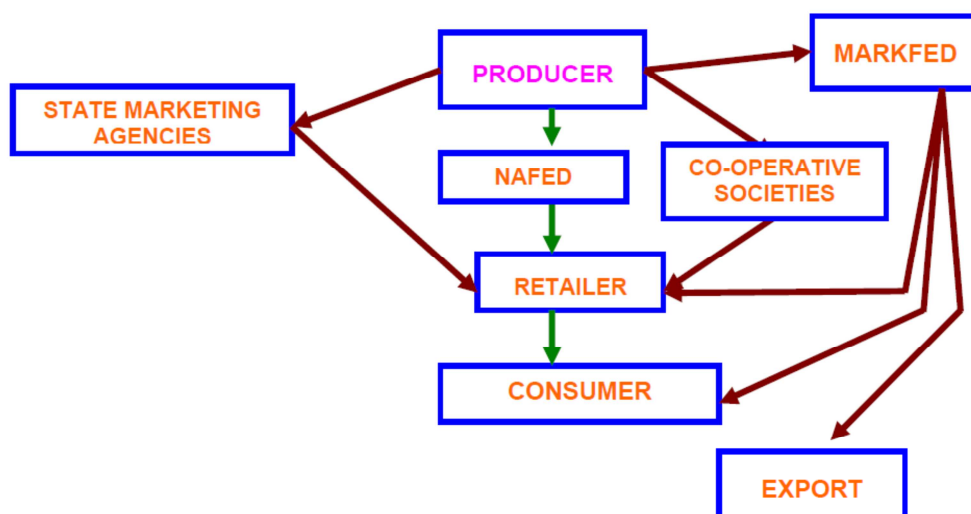 PRODUCER
MARKFED
STATE MARKETING
AGENCIES
NAFED
CO-OPERATIVE
SOCIETIES
RETAILER
CONSUMER
EXPORT